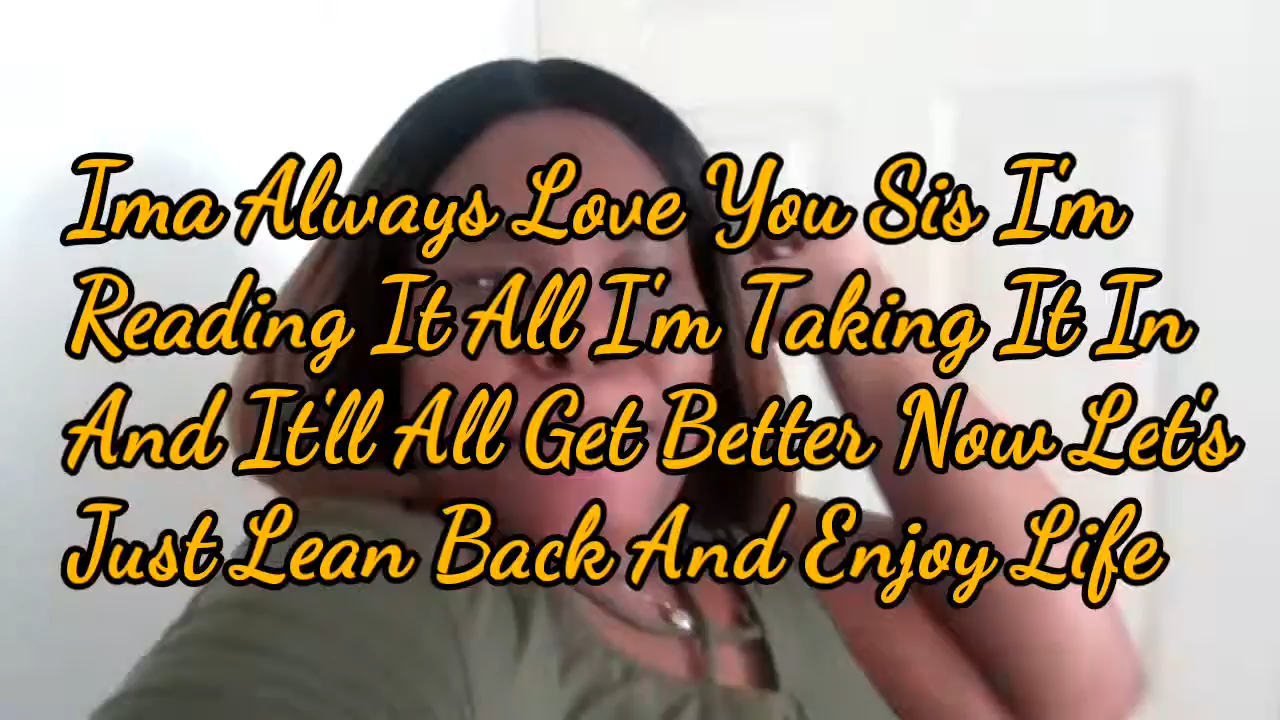 Ima Always Love You Sis I'm
Reading It All I'm Taking It In
And It'll All Get Better Now Let's
Just Lean Back And Enjoy Life